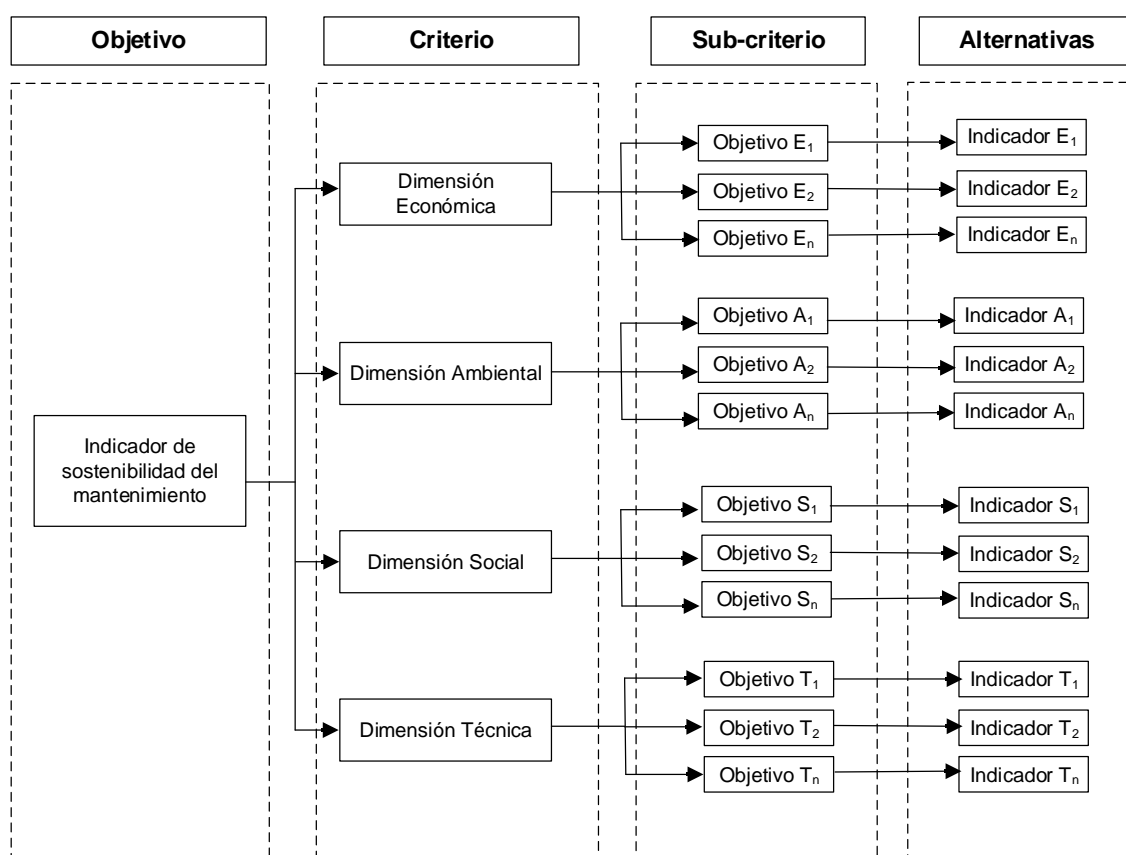 Objetivo
Criterio
Sub-criterio
Alternativas
Indicador de
sostenibilidad del
mantenimiento
Dimensión
Económica
Dimensión Ambiental
Dimensión Social
Dimensión Técnica
Objetivo E₁
Objetivo E₂
Objetivo Eₙ
Objetivo A₁
Objetivo A₂
Objetivo Aₙ
Objetivo S₁
Objetivo S₂
Objetivo Sₙ
Objetivo T₁
Objetivo T₂
Objetivo Tₙ
Indicador E₁
Indicador E₂
Indicador Eₙ
Indicador A₁
Indicador A₂
Indicador Aₙ
Indicador S₁
Indicador S₂
Indicador Sₙ
Indicador T₁
Indicador T₂
Indicador Tₙ